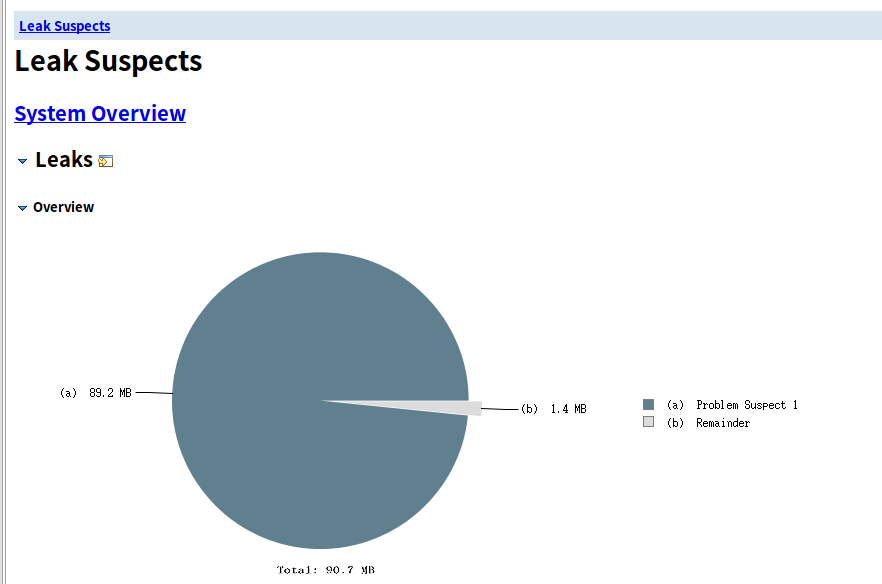 Leak Suspects
Leak Suspects
System Overview
Leaks
Overview
(a) 89.2 MB
(b) 1.4 MB
(a) Problem Suspect 1
(b) Remainder
Total: 90.7 MB